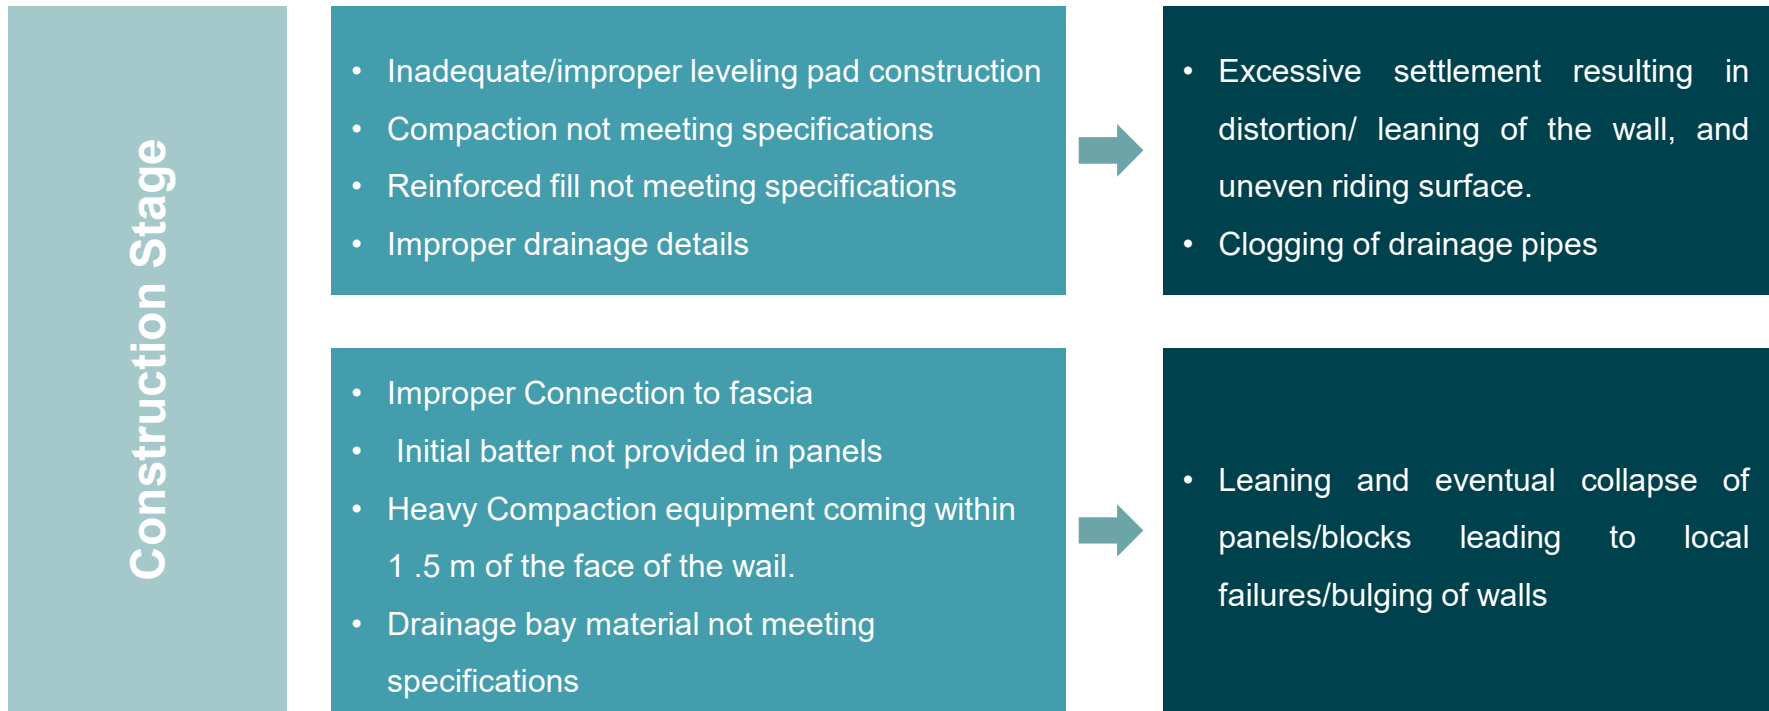 Construction Stage
• Inadequate/improper leveling pad construction
• Compaction not meeting specifications
• Reinforced fill not meeting specifications
• Improper drainage details
• Excessive settlement resulting in
distortion/ leaning of the wall, and
uneven riding surface.
• Clogging of drainage pipes
• Improper Connection to fascia
• Initial batter not provided in panels
• Heavy Compaction equipment coming within
1 .5 m of the face of the wail.
• Drainage bay material not meeting
specifications
• Leaning and eventual collapse of
panels/blocks leading to local
failures/bulging of walls